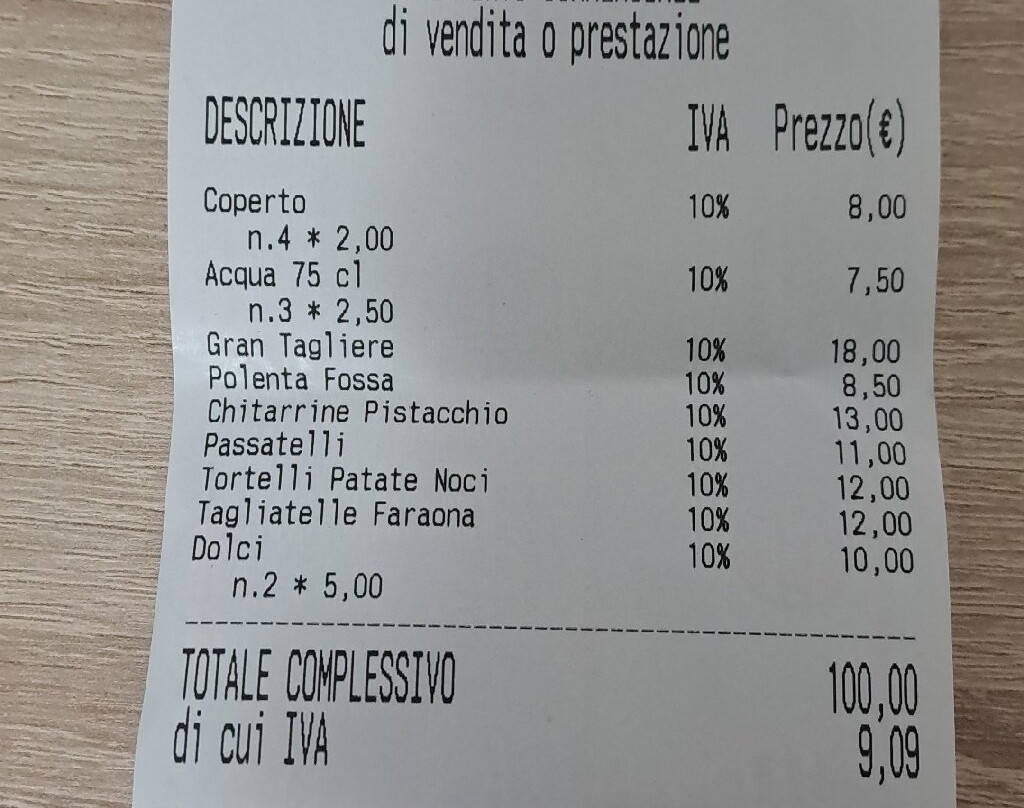 di vendita o prestazione
DESCRIZIONE IVA Prezzo(€)
Coperto 10% 8,00
n.4 * 2,00
Acqua 75 cl 10% 7,50
n.3 * 2,50
Gran Tagliere 10% 18,00
Polenta Fossa 10% 8,50
Chitarrine Pistacchio 10% 13,00
Passatelli 10% 11,00
Tortelli Patate Noci 10% 12,00
Tagliatelle Faraona 10% 12,00
Dolci 10% 10,00
n.2 * 5,00
TOTALE COMPLESSIVO 100,00
di cui IVA 9,09